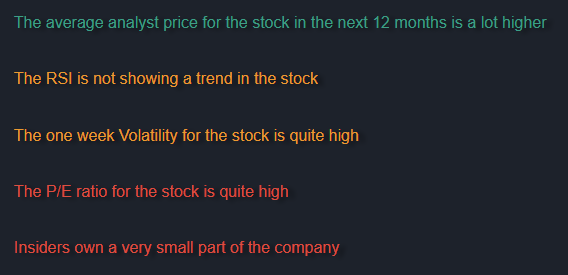 The average analyst price for the stock in the next 12 months is a lot higher
The RSI is not showing a trend in the stock
The one week Volatility for the stock is quite high
The P/E ratio for the stock is quite high
Insiders own a very small part of the company